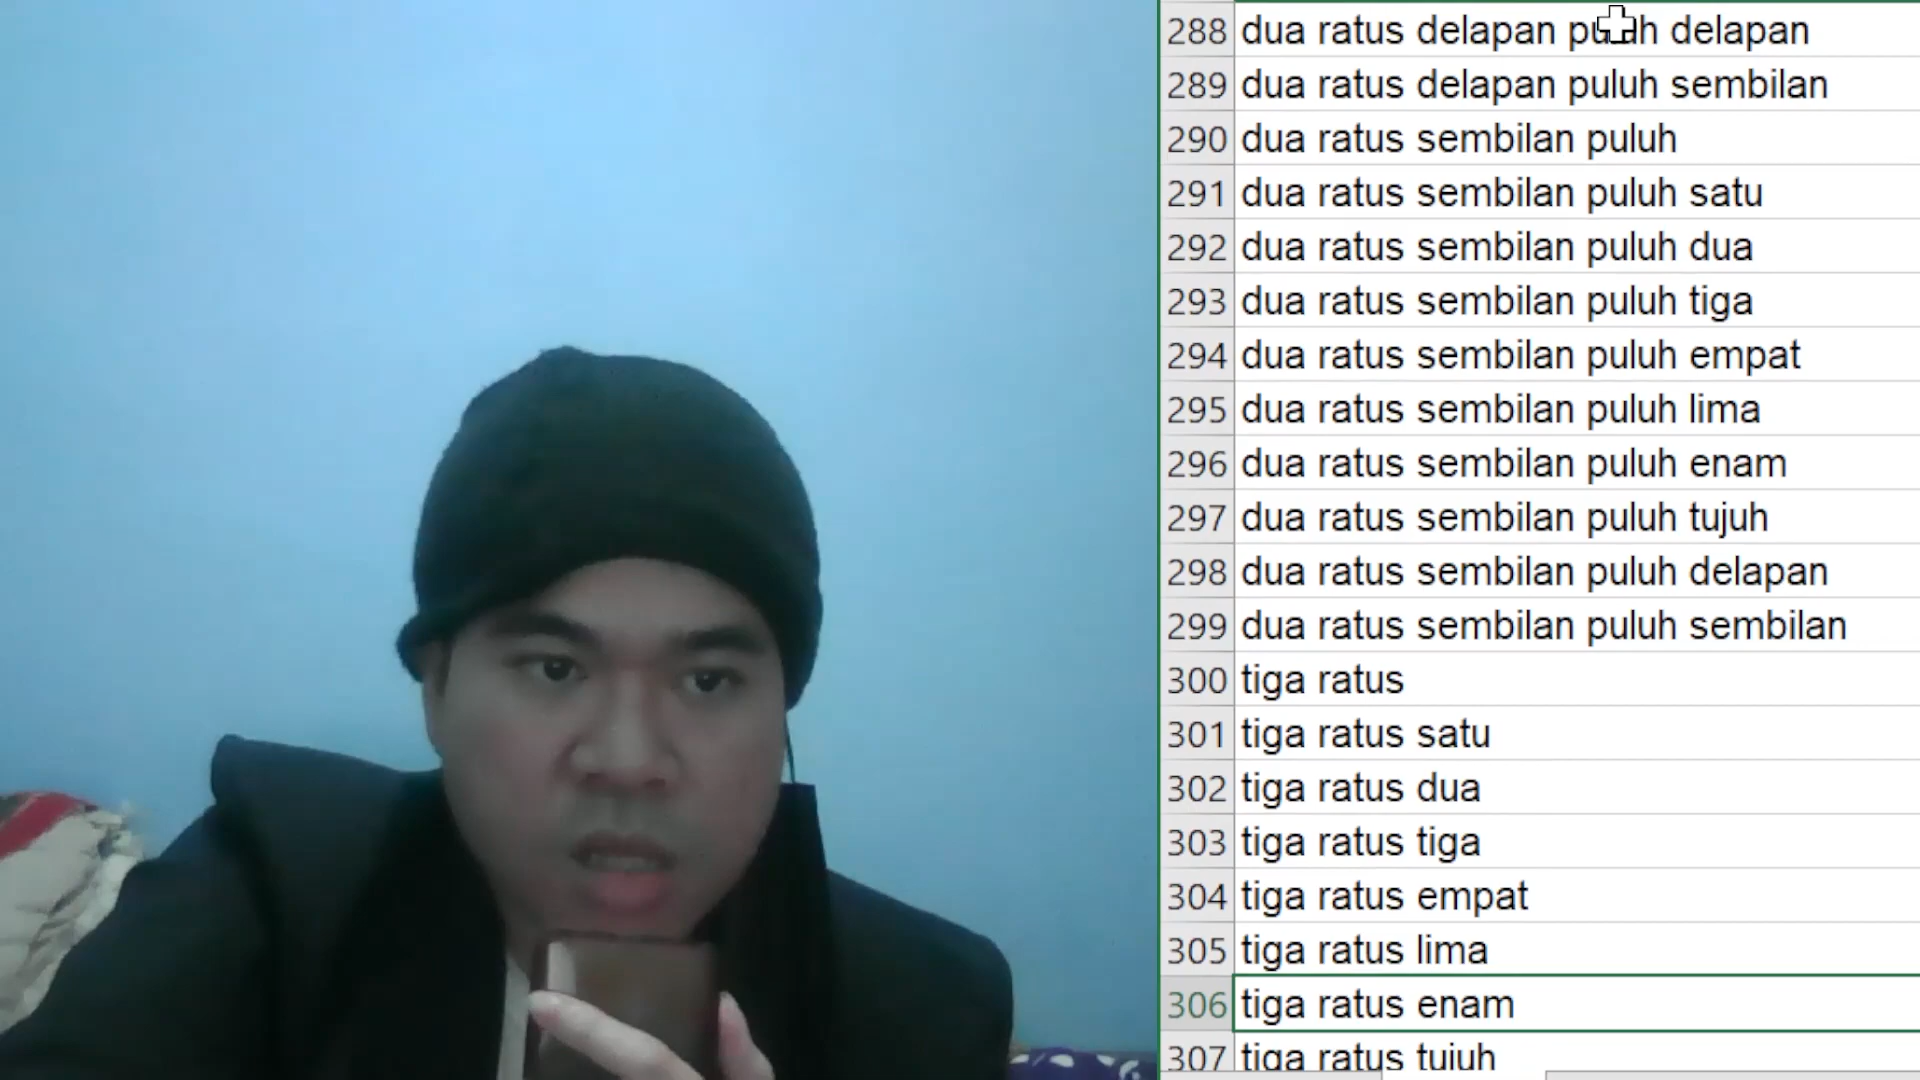 288 dua ratus delapan puluh delapan
289 dua ratus delapan puluh sembilan
290 dua ratus sembilan puluh
291 dua ratus sembilan puluh satu
292 dua ratus sembilan puluh dua
293 dua ratus sembilan puluh tiga
294 dua ratus sembilan puluh empat
295 dua ratus sembilan puluh lima
296 dua ratus sembilan puluh enam
297 dua ratus sembilan puluh tujuh
298 dua ratus sembilan puluh delapan
299 dua ratus sembilan puluh sembilan
300 tiga ratus
301 tiga ratus satu
302 tiga ratus dua
303 tiga ratus tiga
304 tiga ratus empat
305 tiga ratus lima
306 tiga ratus enam
307 tiga ratus tujuh